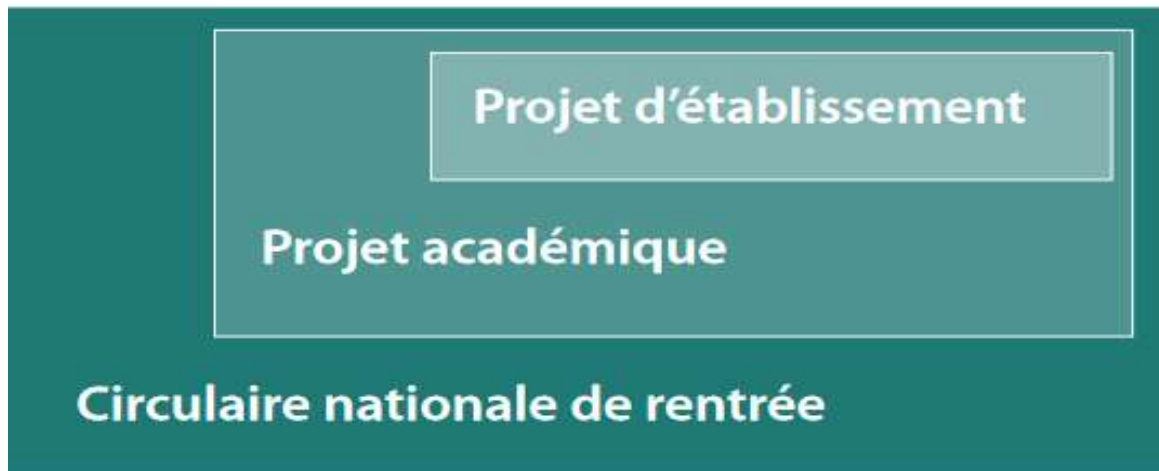 Projet d'établissement
Projet académique
Circulaire nationale de rentrée